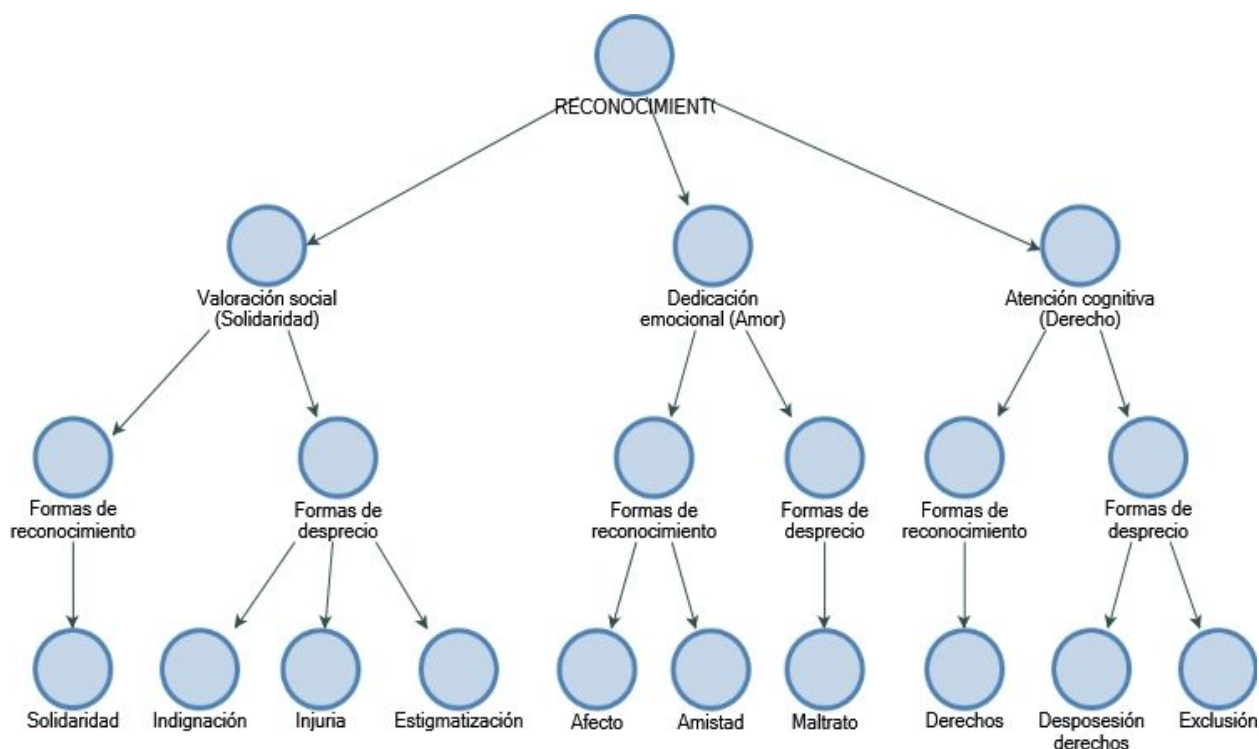 RECONOCIMIENT(
Valoración social
(Solidaridad)
Dedicación
emocional (Amor)
Atención cognitiva
(Derecho)
Formas de
reconocimiento
Formas de
desprecio
Formas de
reconocimiento
Formas de
desprecio
Formas de
reconocimiento
Formas de
desprecio
Solidaridad
Indignación
Injuria
Estigmatización
Afecto
Amistad
Maltrato
Derechos
Desposesión
derechos
Exclusión